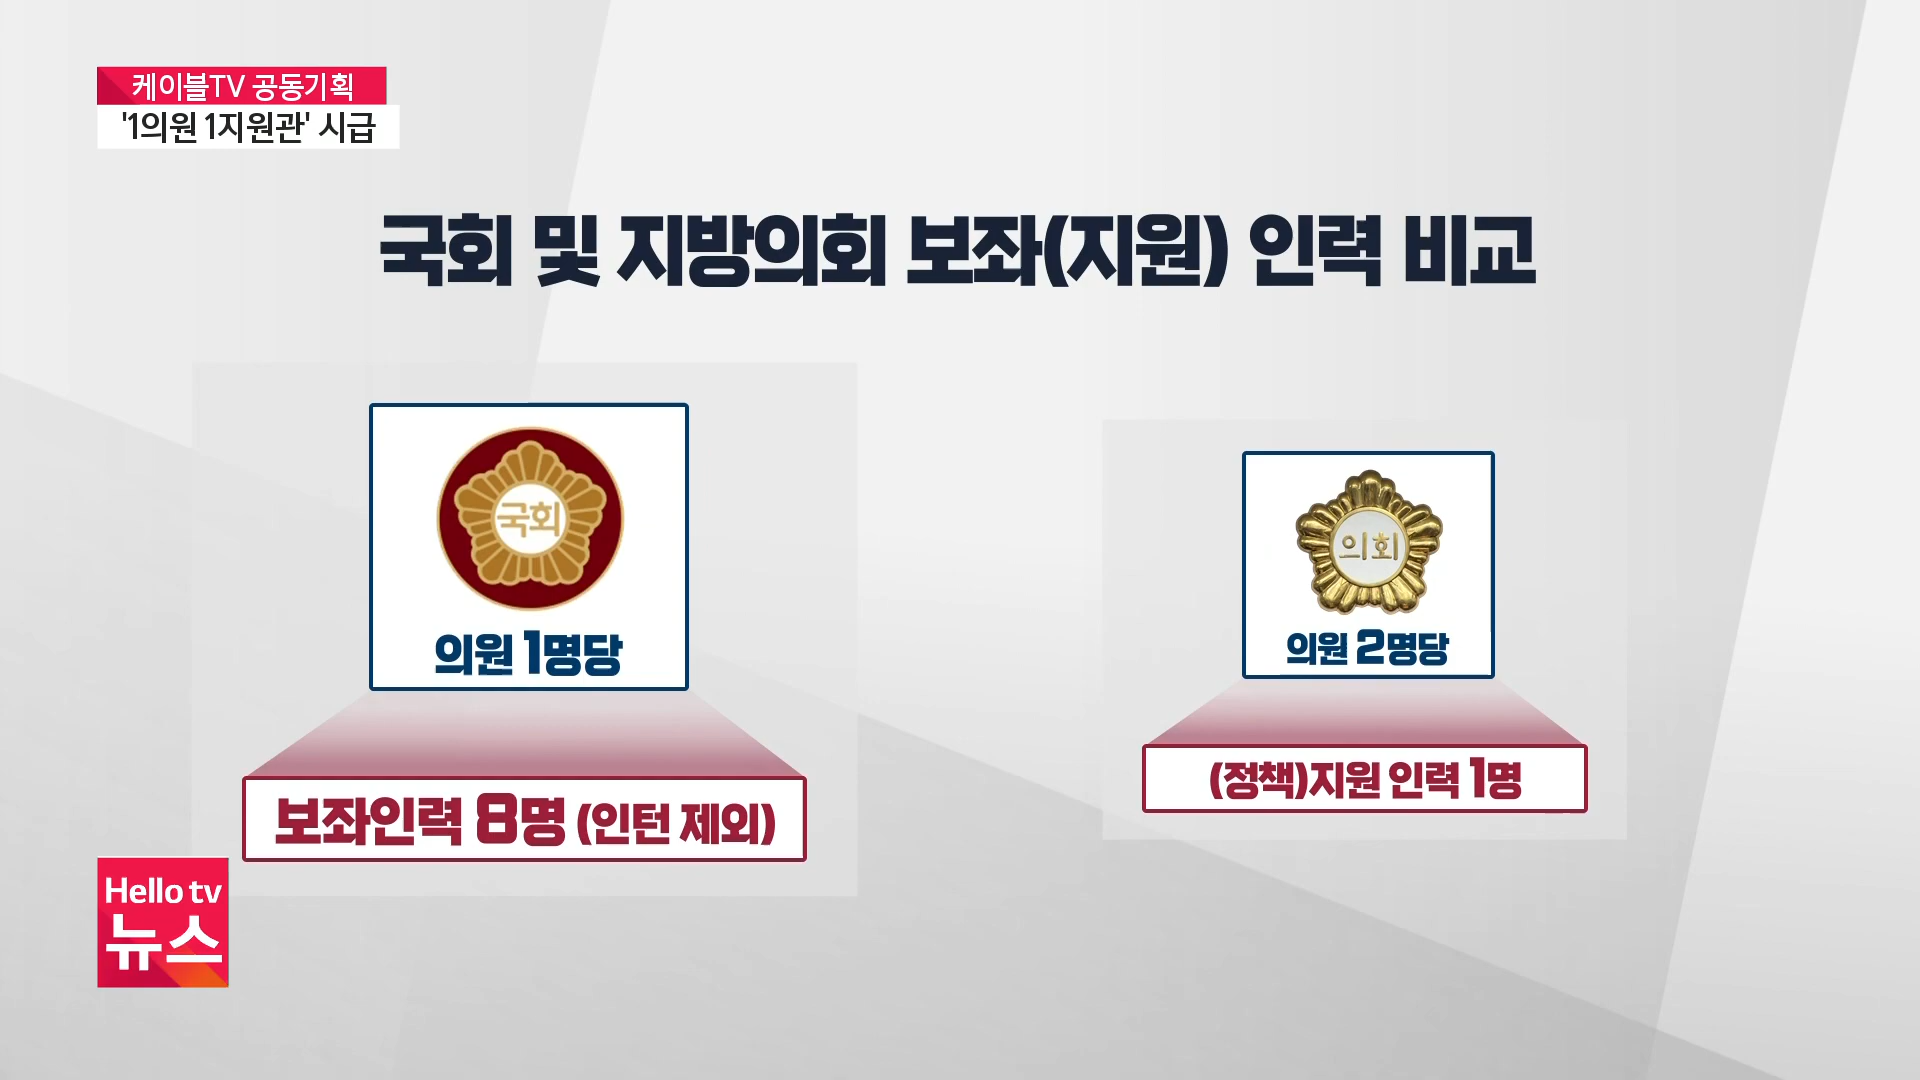 케이블TV 공동기획
'1의원 1지원관' 시급
국회 및 지방의회 보좌(지원) 인력 비교
국회
의원 1명당
보좌인력 8명 (인턴 제외)
의회
의원 2명당
(정책)지원 인력 1명
Hello tv
뉴스